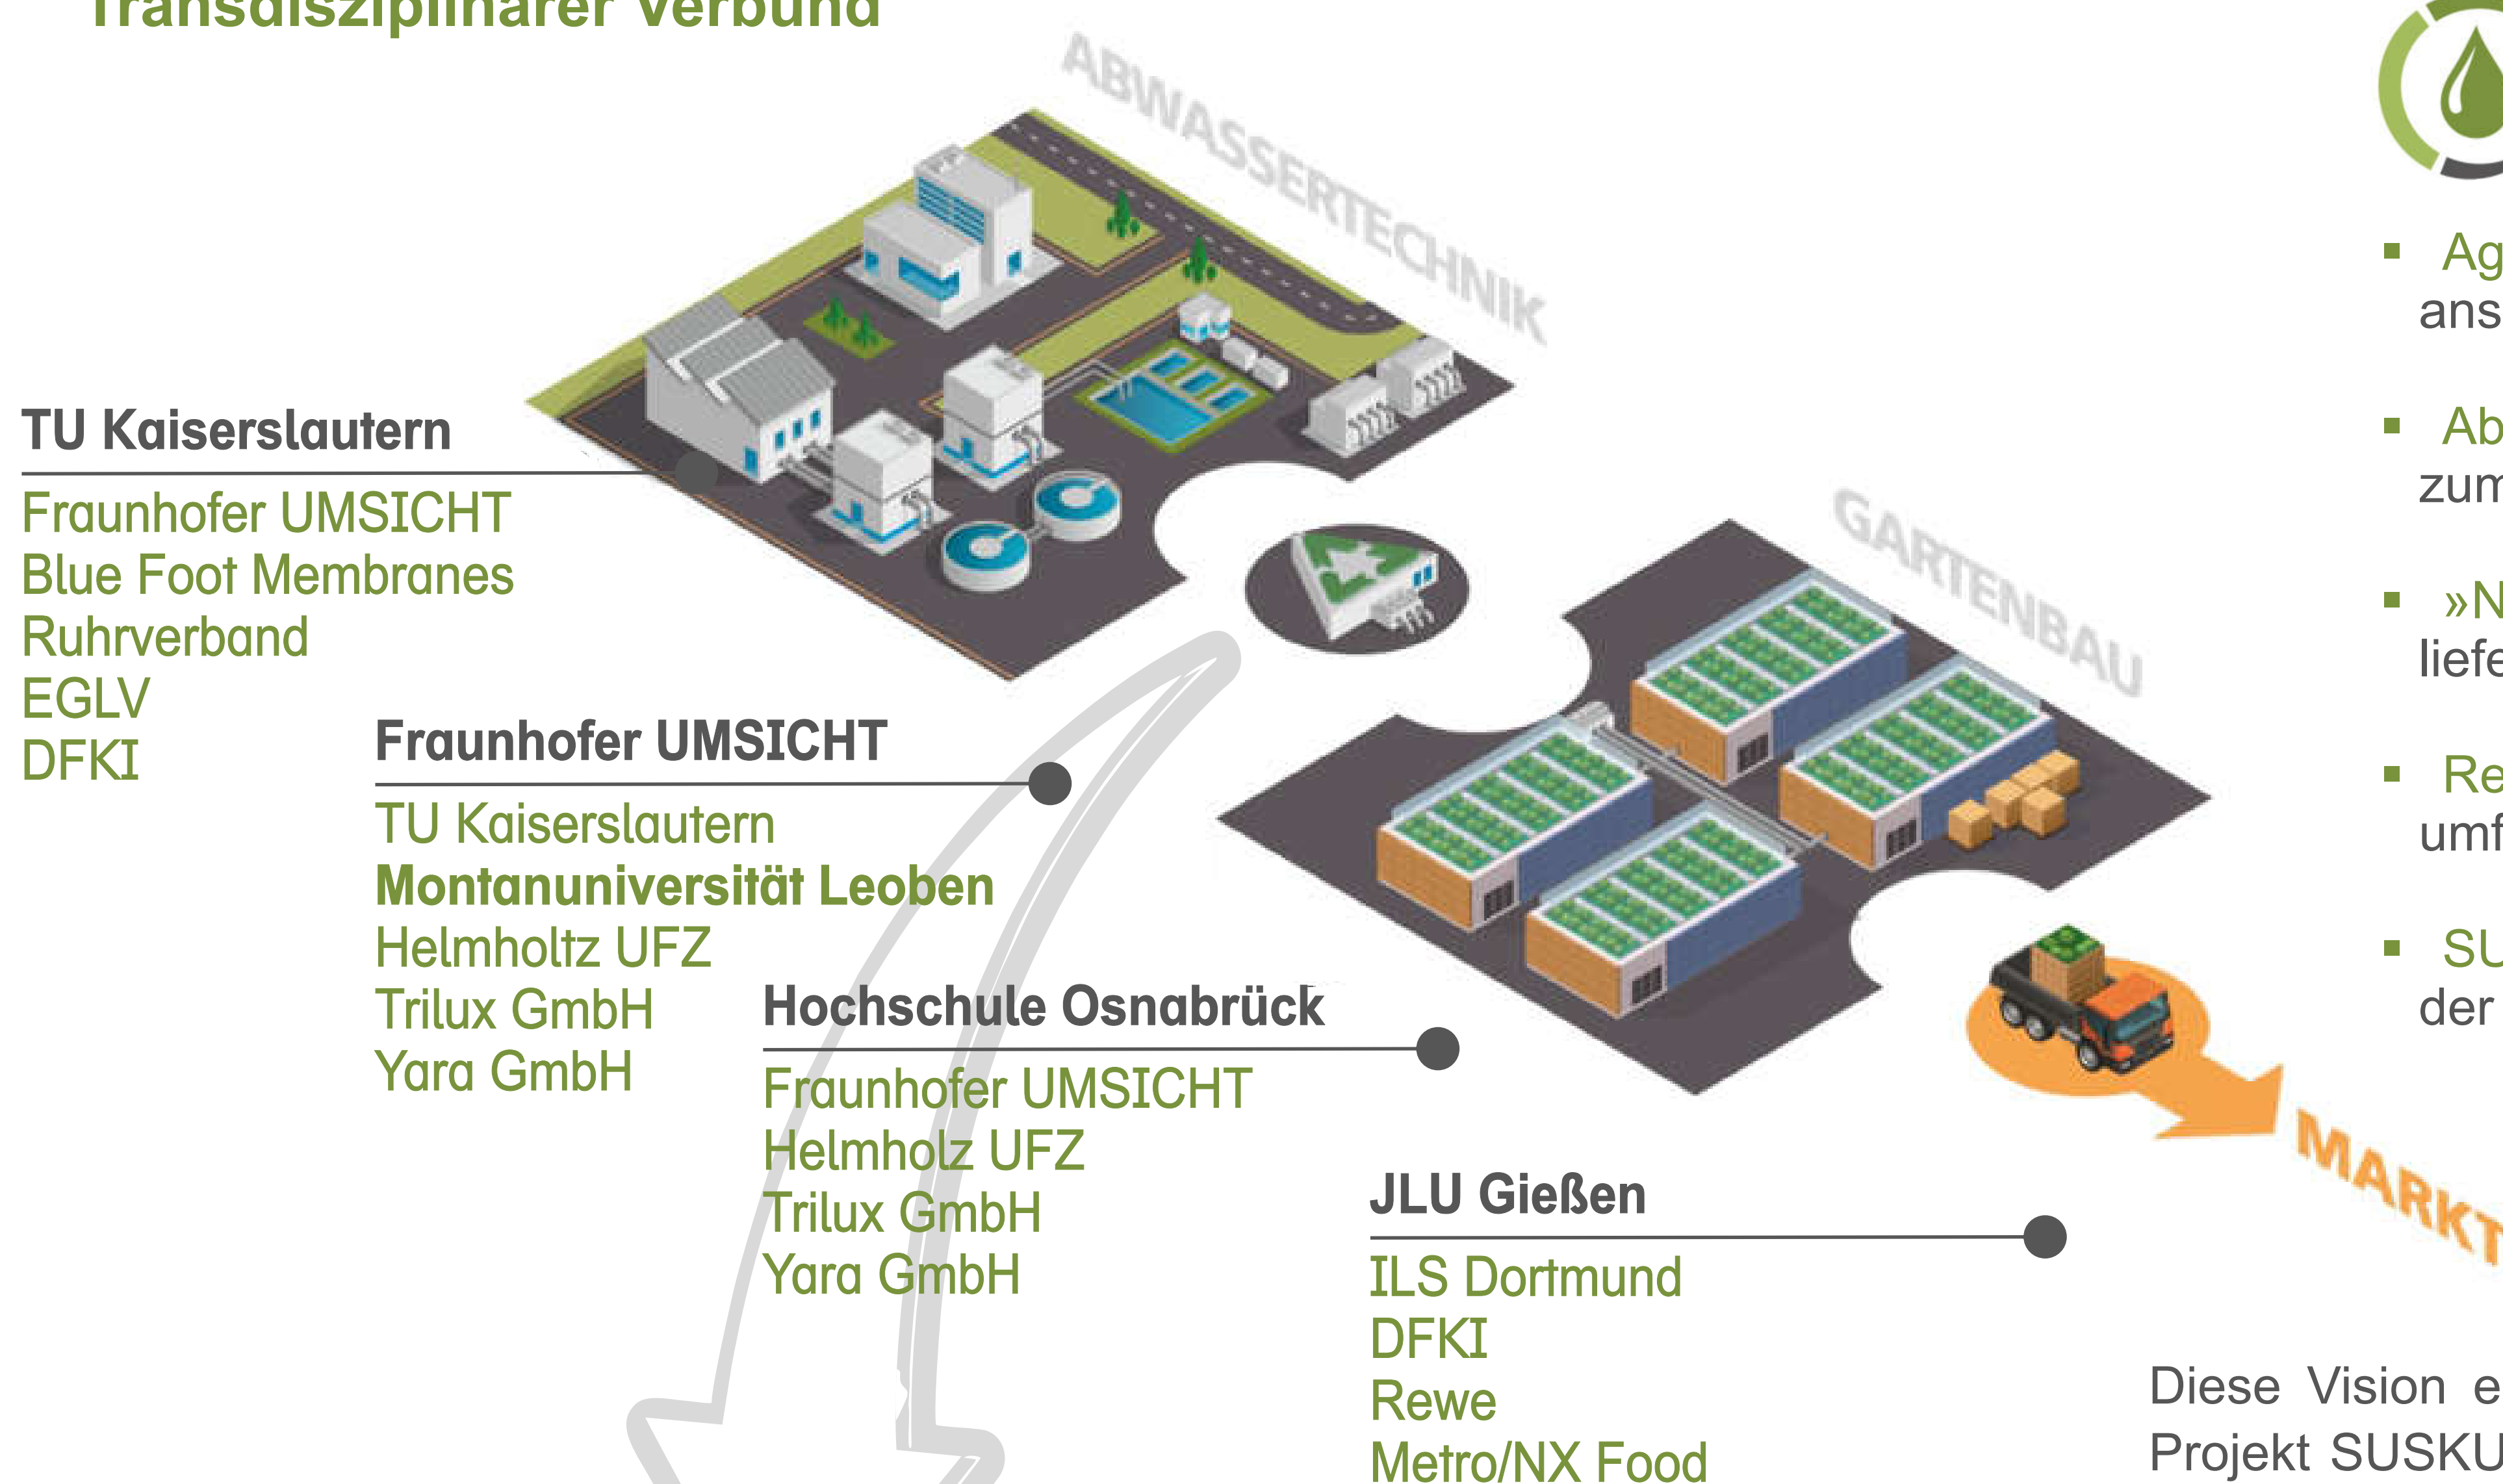 Transdisziplinärer Verbund
ABWASSERTECHNIK
GARTENBAU
MARKT
TU Kaiserslautern
Fraunhofer UMSICHT
Blue Foot Membranes
Ruhrverband
EGLV
DFKI
Fraunhofer UMSICHT
TU Kaiserslautern
Montanuniversität Leoben
Helmholtz UFZ
Trilux GmbH
Yara GmbH
Hochschule Osnabrück
Fraunhofer UMSICHT
Helmholz UFZ
Trilux GmbH
Yara GmbH
JLU Gießen
ILS Dortmund
DFKI
Rewe
Metro/NX Food
▪ Ag
ans
▪ Ab
zum
▪ »N
liefe
▪ Re
umf
▪ SU
der
Diese Vision e
Projekt SUSKU